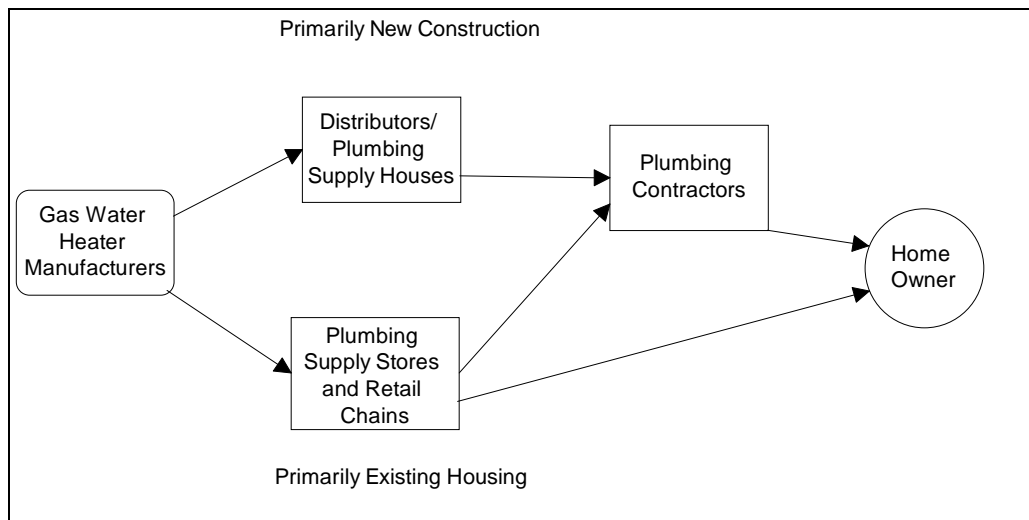 Primarily New Construction
Distributors/
Plumbing
Supply Houses
Plumbing
Contractors
Gas Water
Heater
Manufacturers
Home
Owner
Plumbing
Supply Stores
and Retail
Chains
Primarily Existing Housing